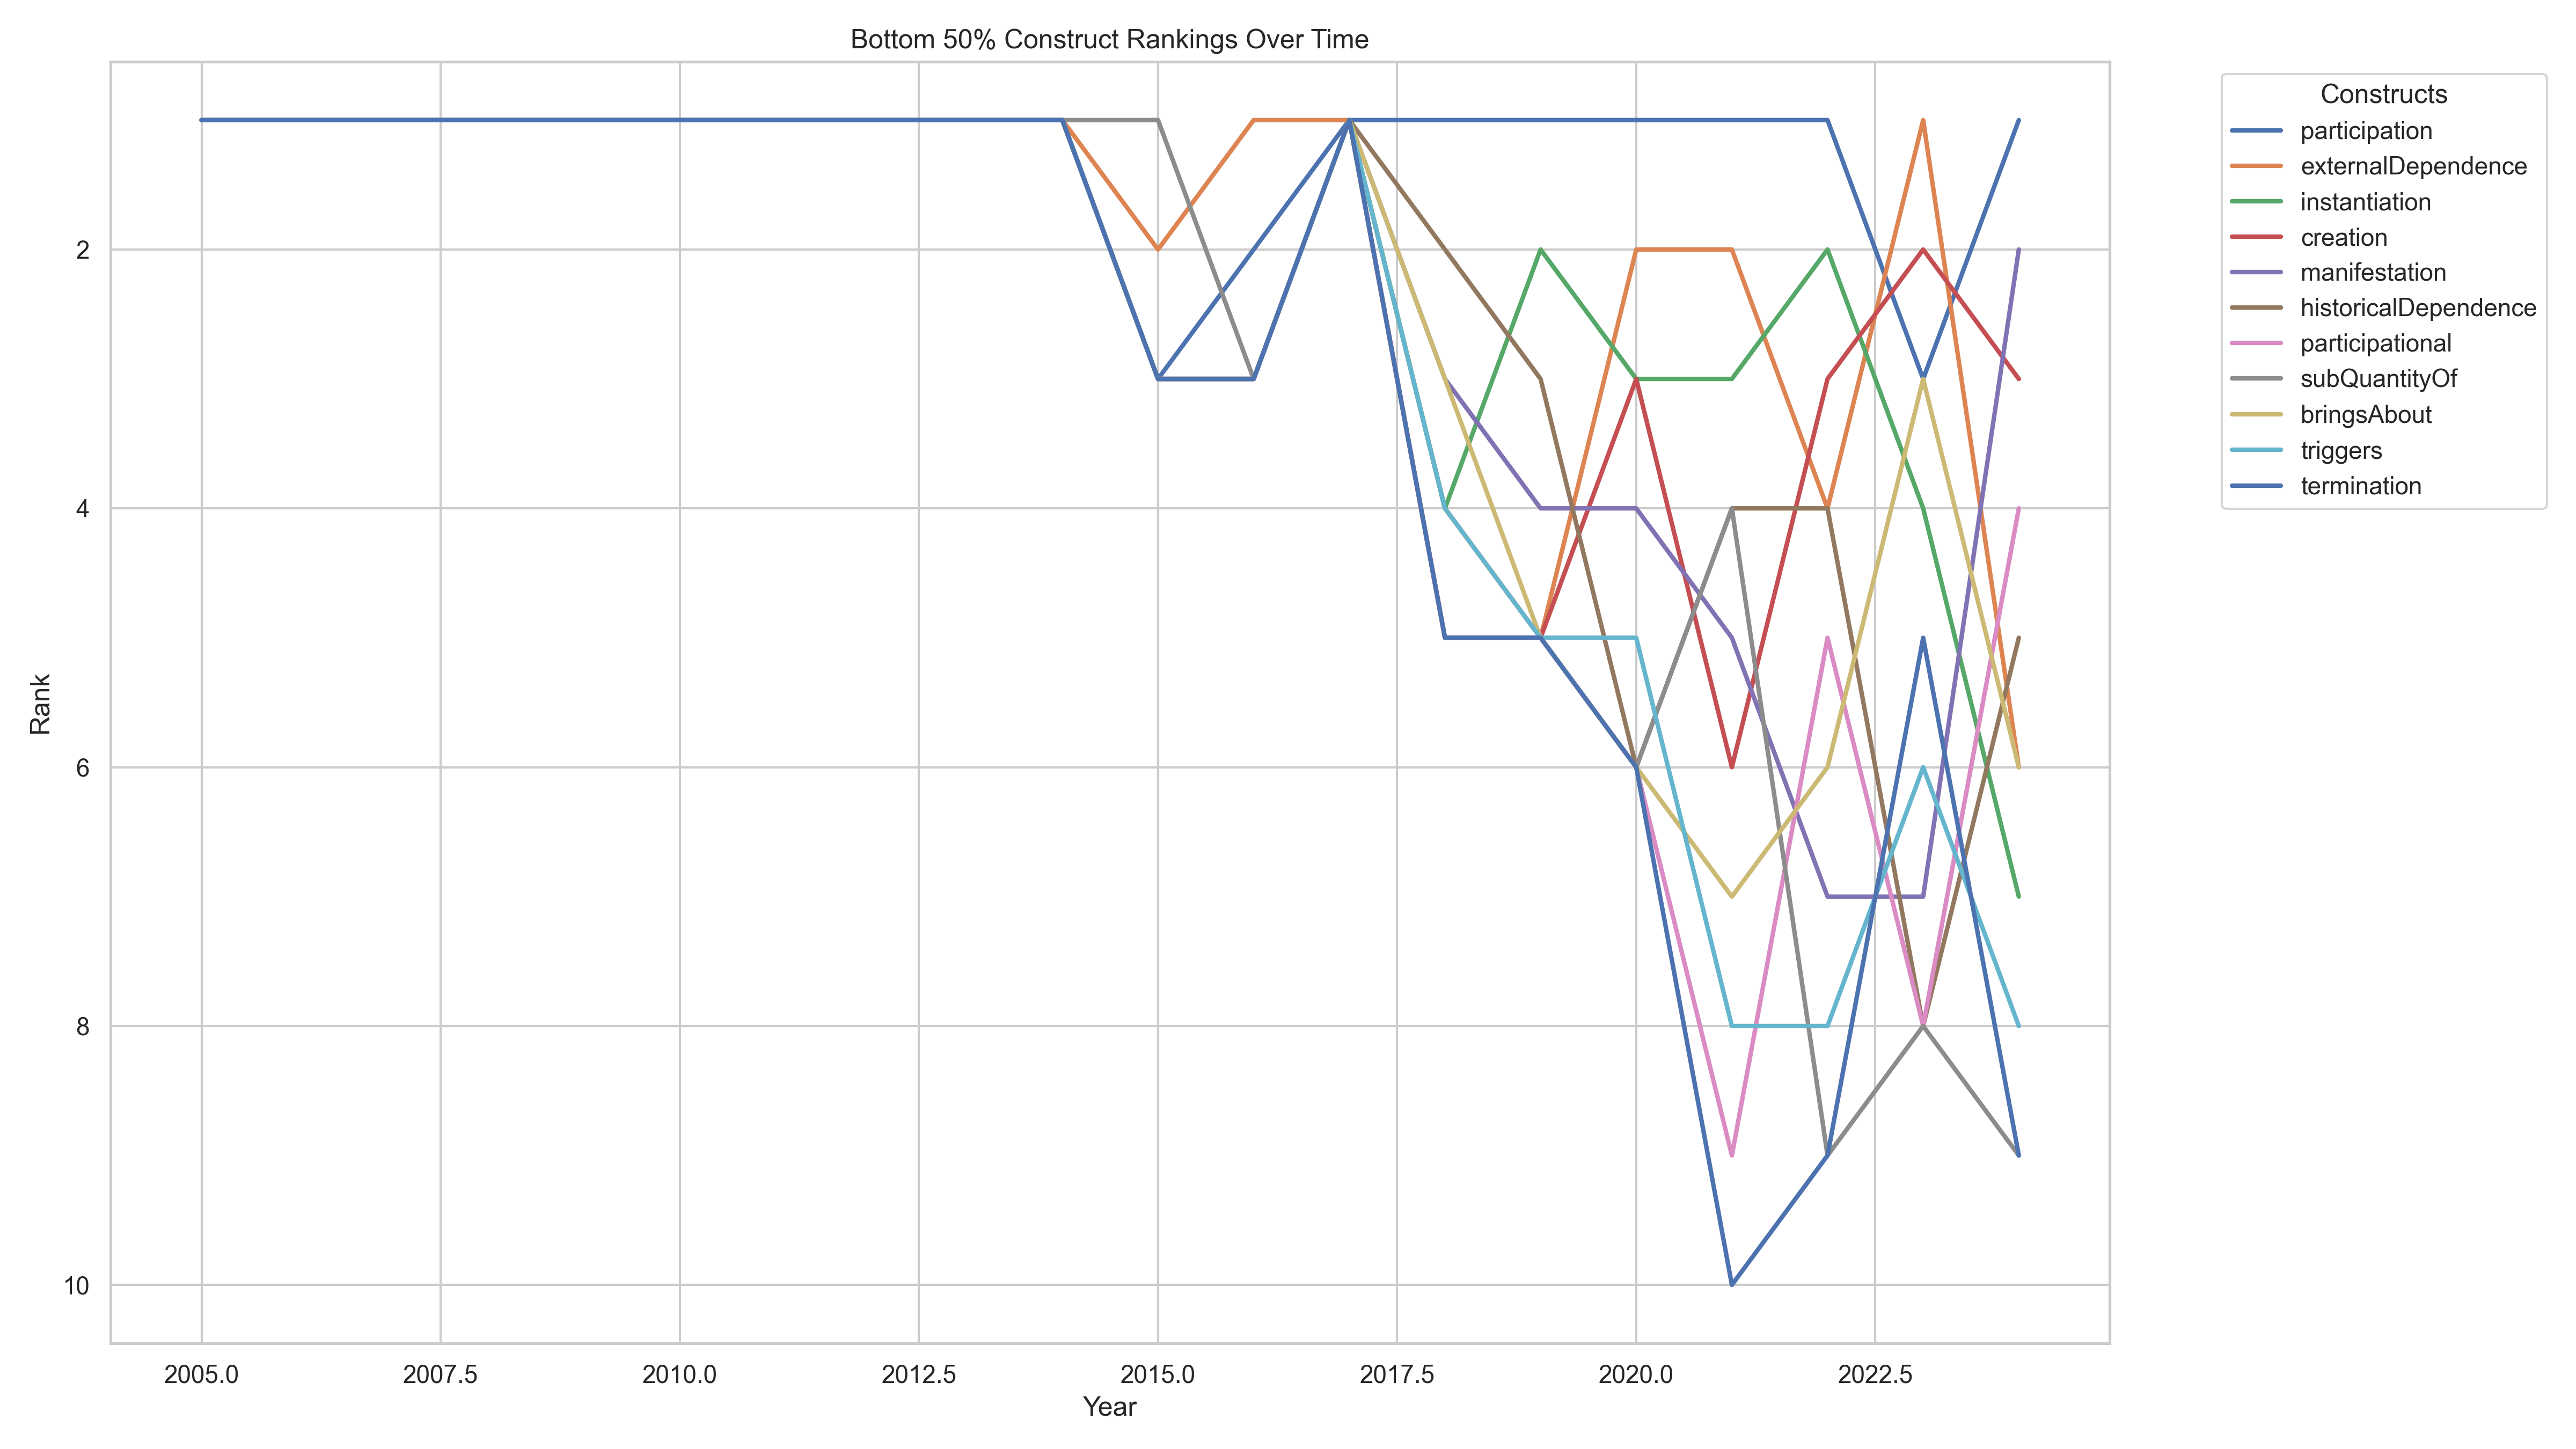 Bottom 50% Construct Rankings Over Time
Constructs
participation
externalDependence
instantiation
creation
manifestation
historicalDependence
participational
subQuantityOf
bringsAbout
triggers
termination
Rank
2
4
6
8
10
2005.0 2007.5 2010.0 2012.5 2015.0 2017.5 2020.0 2022.5
Year